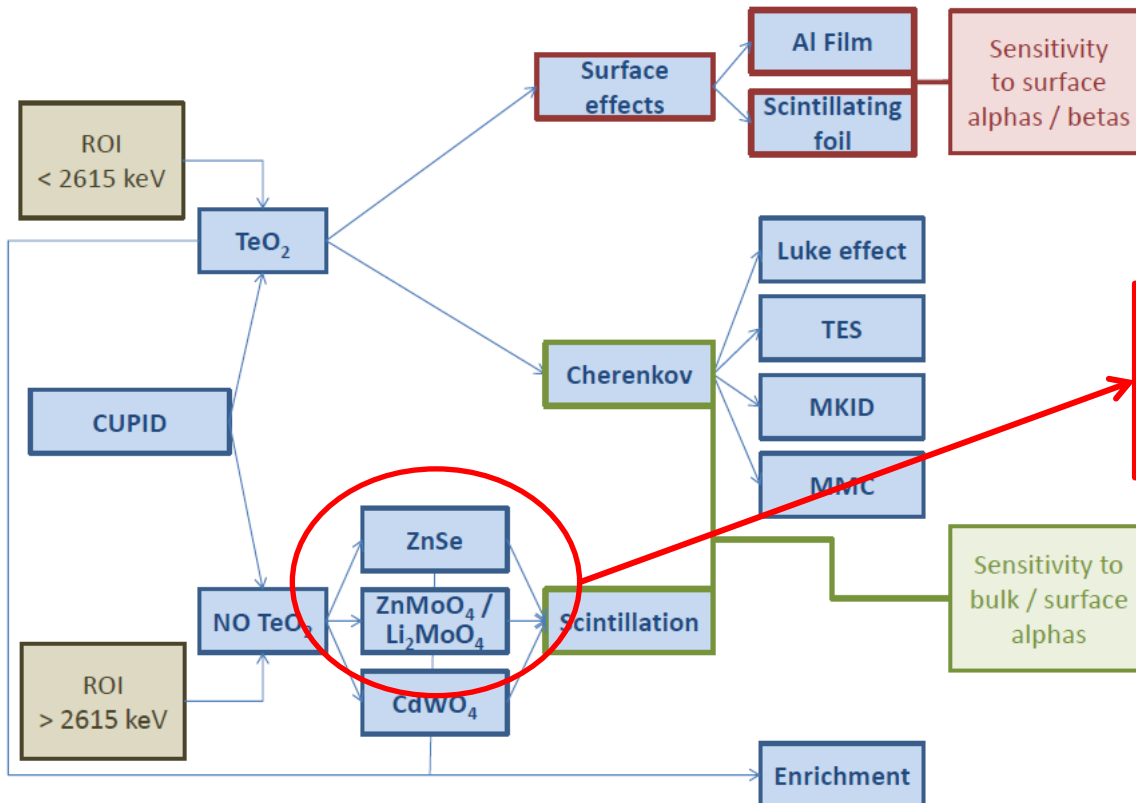 Al Film
Sensitivity
to surface
alphas / betas
Surface
effects
Scintillating
foil
ROI
< 2615 keV
TeO₂
Luke effect
TES
Cherenkov
MKID
CUPID
MMC
ZnSe
Sensitivity to
bulk / surface
alphas
NO TeO₂
ZnMoO₄ /
Li₂MoO₄
Scintillation
ROI
> 2615 keV
CdWO₄
Enrichment